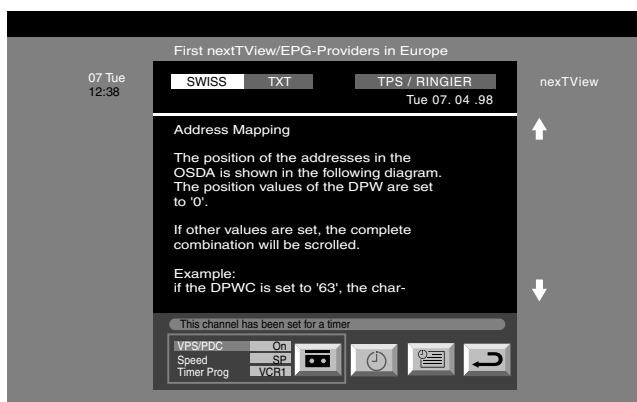 First nextTView/EPG-Providers in Europe
07 Tue
12:38
SWISS TXT TPS / RINGIER
nexTView
Tue 07. 04 .98
Address Mapping
The position of the addresses in the
OSDA is shown in the following diagram.
The position values of the DPW are set
to '0'.
If other values are set, the complete
combination will be scrolled.
Example:
if the DPWC is set to '63', the char-
This channel has been set for a timer
VPS/PDC On
Speed SP
Timer Prog VCR1